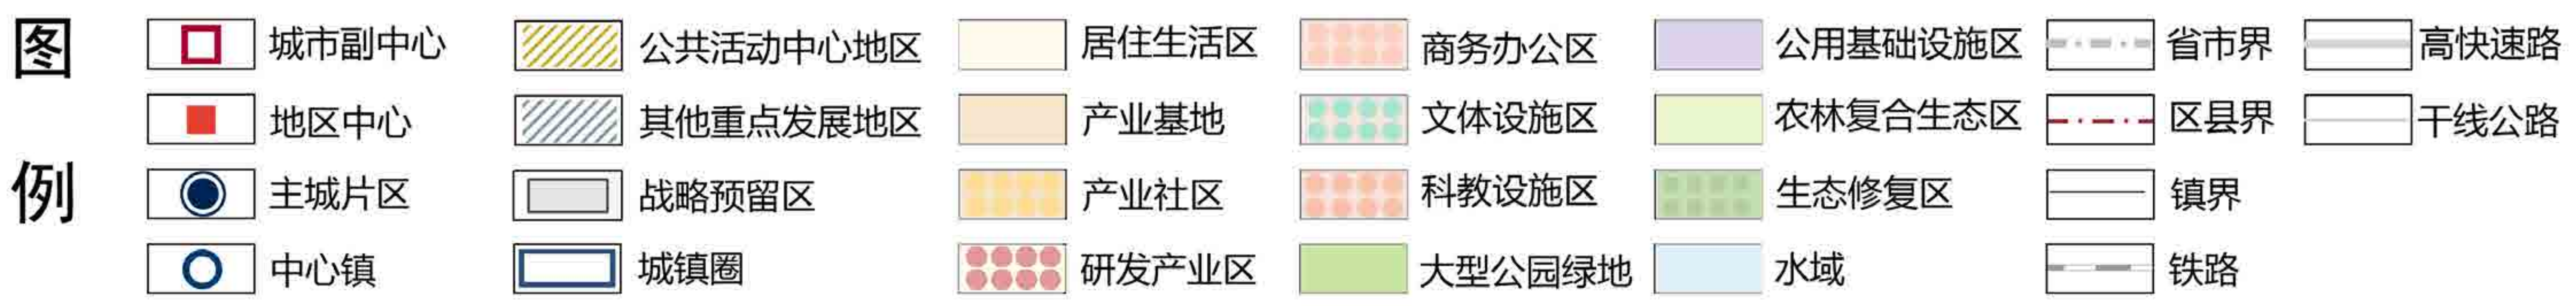 图例
城市副中心
地区中心
主城片区
中心镇
公共活动中心地区
其他重点发展地区
战略预留区
城镇圈
居住生活区
产业基地
产业社区
研发产业区
商务办公区
文体设施区
科教设施区
大型公园绿地
公用基础设施区
农林复合生态区
生态修复区
水域
省市界
区县界
镇界
铁路
高快速路
干线公路